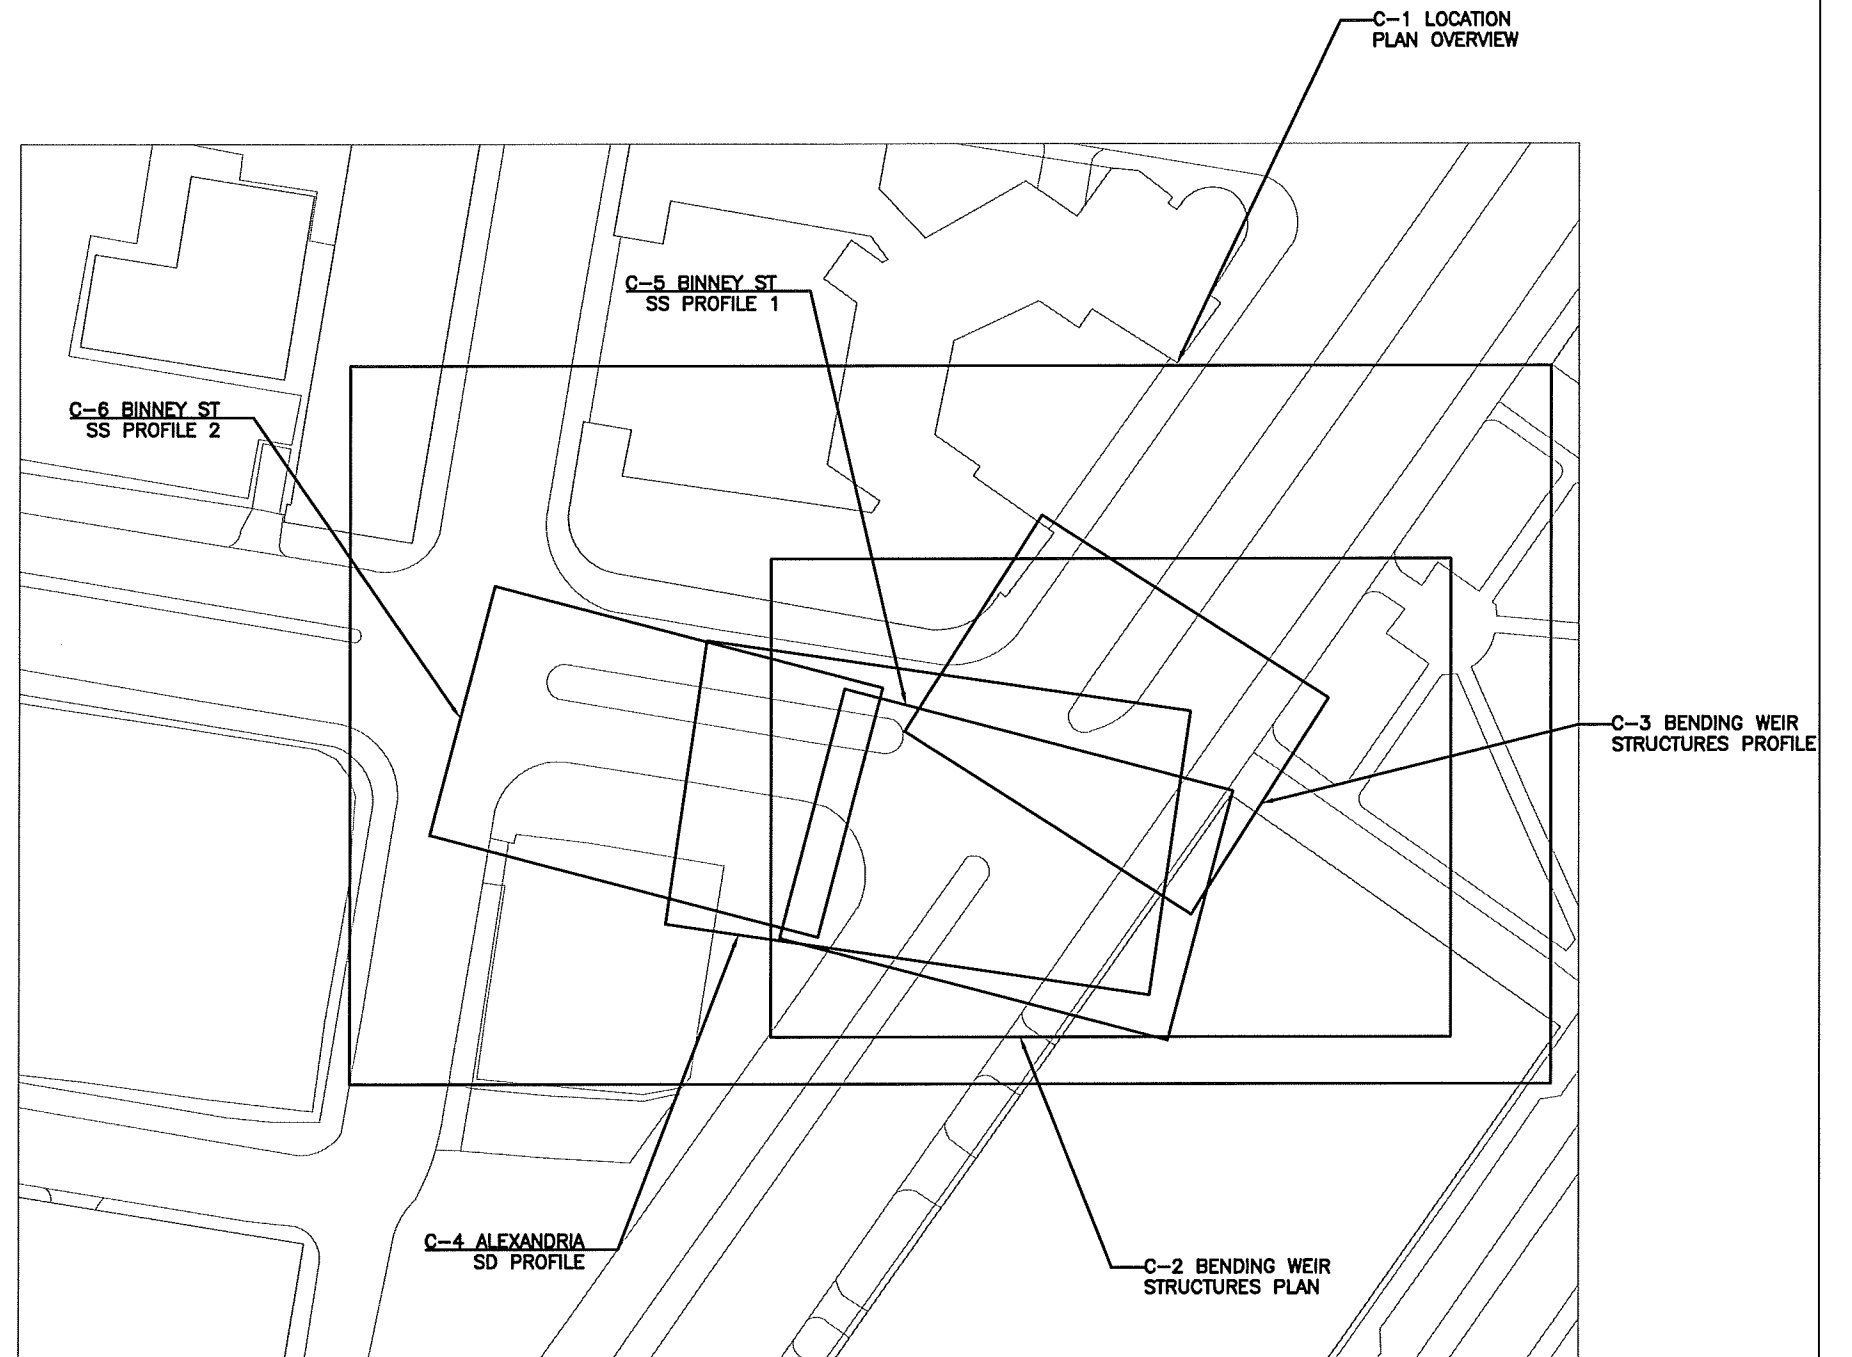 C-1 LOCATION
PLAN OVERVIEW
C-5 BINNEY ST
SS PROFILE 1
C-6 BINNEY ST
SS PROFILE 2
C-3 BENDING WEIR
STRUCTURES PROFILE
C-4 ALEXANDRIA
SD PROFILE
C-2 BENDING WEIR
STRUCTURES PLAN